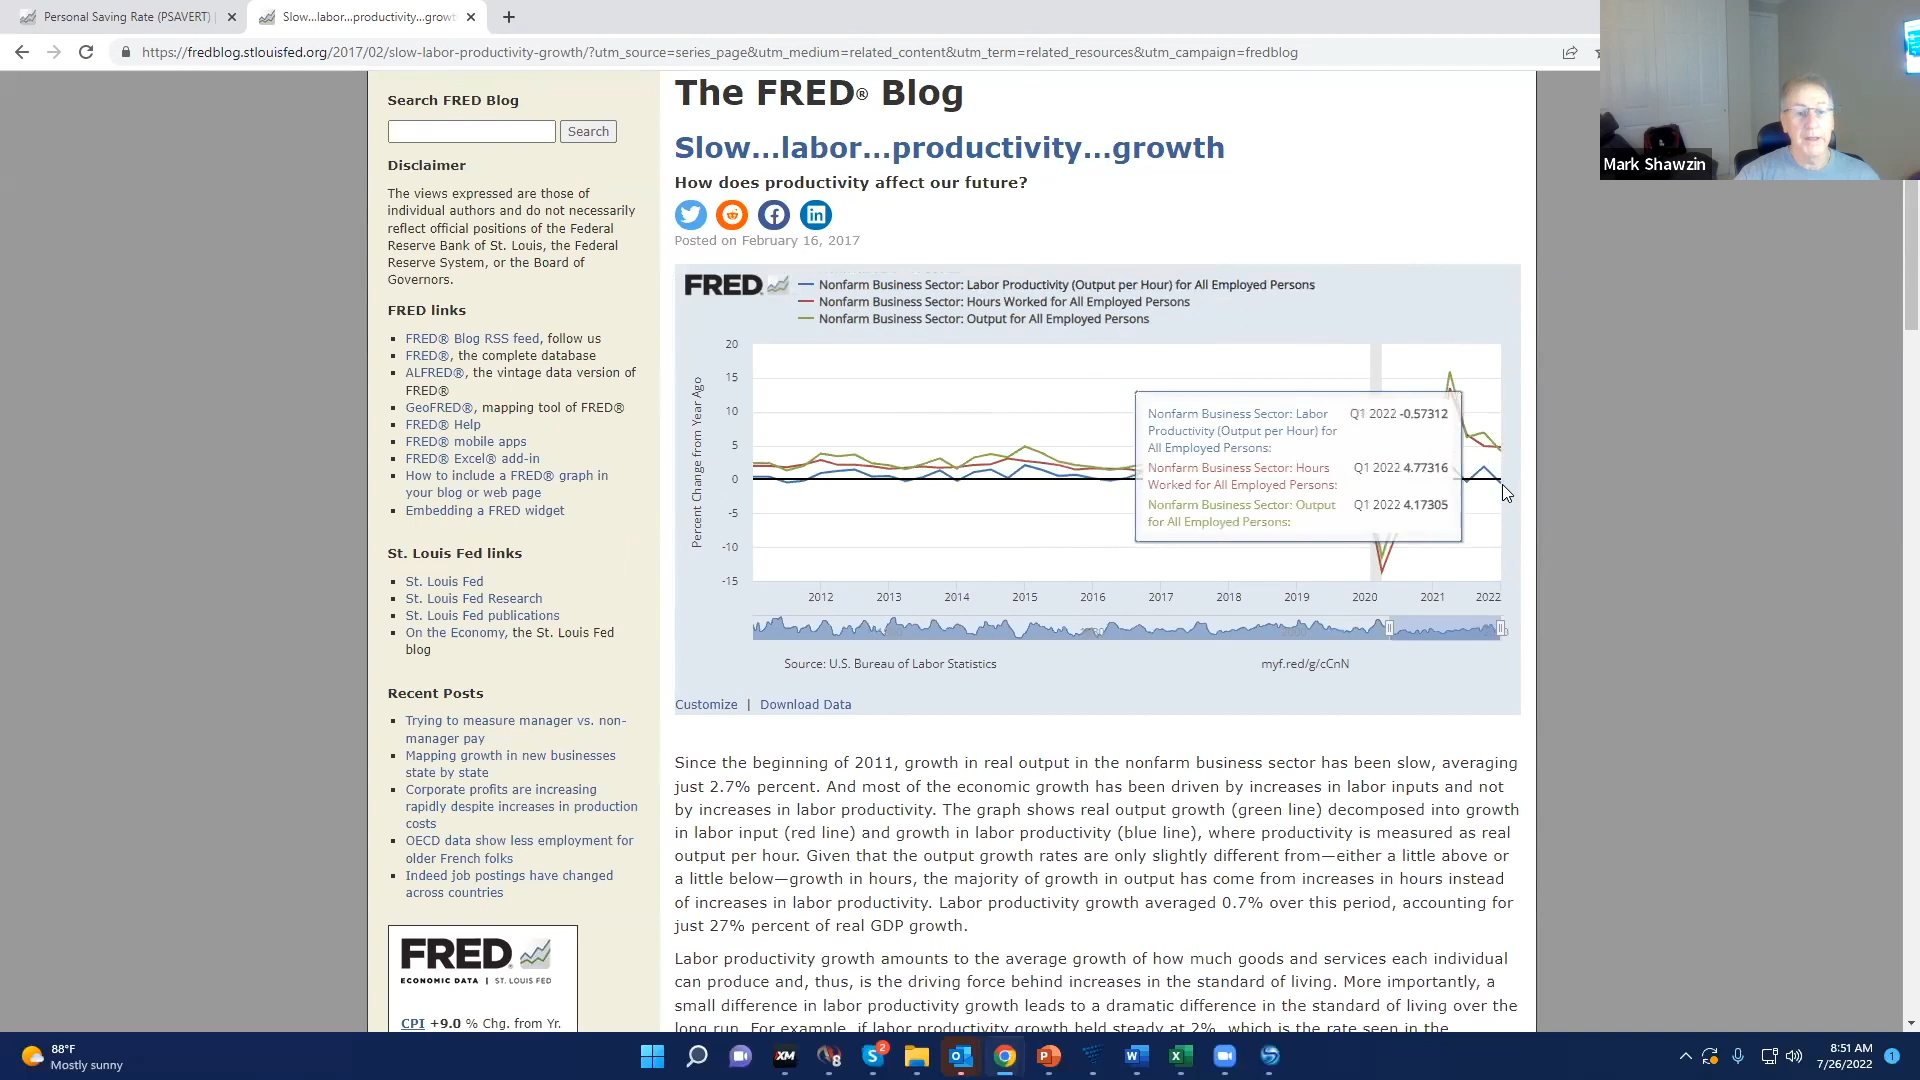 Personal Saving Rate (PSAVERT) |
Slow…labor…productivity…growt
https://fredblog.stlouisfed.org/2017/02/slow-labor-productivity-growth/?utm_source=series_page&utm_medium=related_content&utm_term=related_resources&utm_campaign=fredblog
Mark Shawzin
Search FRED Blog
Search
Disclaimer
The views expressed are those of
individual authors and do not necessarily
reflect official positions of the Federal
Reserve Bank of St. Louis, the Federal
Reserve System, or the Board of
Governors.
FRED links
FRED® Blog RSS feed, follow us
FRED®, the complete database
ALFRED®, the vintage data version of
FRED®
GeoFRED®, mapping tool of FRED®
FRED® Help
FRED® mobile apps
FRED® Excel® add-in
How to include a FRED® graph in
your blog or web page
Embedding a FRED widget
St. Louis Fed links
St. Louis Fed
St. Louis Fed Research
St. Louis Fed publications
On the Economy, the St. Louis Fed
blog
Recent Posts
Trying to measure manager vs. non-
manager pay
Mapping growth in new businesses
state by state
Corporate profits are increasing
rapidly despite increases in production
costs
OECD data show less employment for
older French folks
Indeed job postings have changed
across countries
FRED
ECONOMIC DATA | ST. LOUIS FED
CPI +9.0 % Chg. from Yr.
The FRED® Blog
Slow…labor…productivity…growth
How does productivity affect our future?
Posted on February 16, 2017
FRED
Nonfarm Business Sector: Labor Productivity (Output per Hour) for All Employed Persons
Nonfarm Business Sector: Hours Worked for All Employed Persons
Nonfarm Business Sector: Output for All Employed Persons
Percent Change from Year Ago
20
15
10
5
0
-5
-10
-15
Nonfarm Business Sector: Labor Q1 2022 -0.57312
Productivity (Output per Hour) for
All Employed Persons:
Nonfarm Business Sector: Hours Q1 2022 4.77316
Worked for All Employed Persons:
Nonfarm Business Sector: Output Q1 2022 4.17305
for All Employed Persons:
2012 2013 2014 2015 2016 2017 2018 2019 2020 2021 2022
Source: U.S. Bureau of Labor Statistics
myf.red/g/cCnN
Customize | Download Data
Since the beginning of 2011, growth in real output in the nonfarm business sector has been slow, averaging
just 2.7% percent. And most of the economic growth has been driven by increases in labor inputs and not
by increases in labor productivity. The graph shows real output growth (green line) decomposed into growth
in labor input (red line) and growth in labor productivity (blue line), where productivity is measured as real
output per hour. Given that the output growth rates are only slightly different from—either a little above or
a little below—growth in hours, the majority of growth in output has come from increases in hours instead
of increases in labor productivity. Labor productivity growth averaged 0.7% over this period, accounting for
just 27% percent of real GDP growth.
Labor productivity growth amounts to the average growth of how much goods and services each individual
can produce and, thus, is the driving force behind increases in the standard of living. More importantly, a
small difference in labor productivity growth leads to a dramatic difference in the standard of living over the
long run. For example, if labor productivity growth held steady at 2%, which is the rate seen in the
88°F
Mostly sunny
XM
8
2
8:51 AM
7/26/2022
1